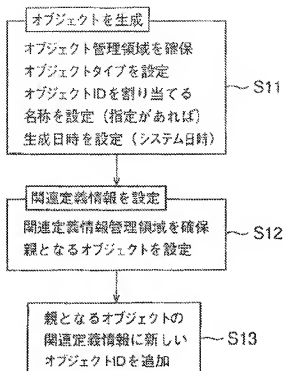 オブジェクトを生成
オブジェクト管理領域を確保
オブジェクトタイプを設定
オブジェクトIDを割り当てる
名称を設定（指定があれば）
生成日時を設定（システム日時）
S11
関連定義情報を設定
関連定義情報管理領域を確保
親となるオブジェクトを設定
S12
親となるオブジェクトの
関連定義情報に新しい
オブジェクトIDを追加
S13